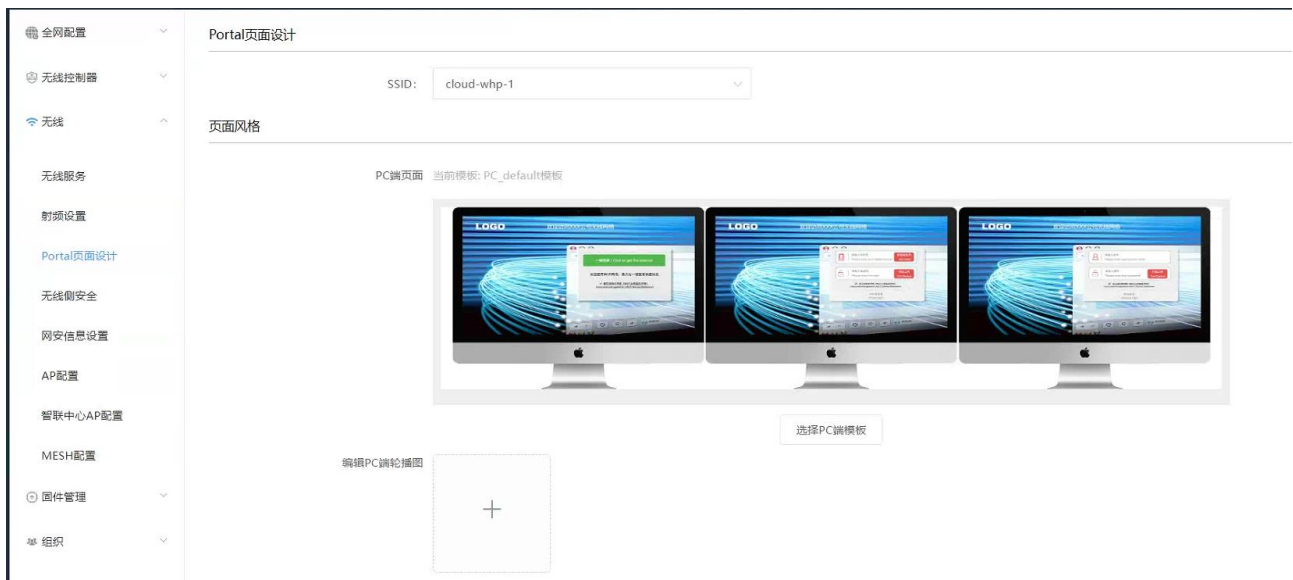 全网配置
无线控制器
无线
无线服务
射频设置
Portal页面设计
无线侧安全
网安信息设置
AP配置
智联中心AP配置
MESH配置
固件管理
组织
Portal页面设计
SSID:
cloud-whp-1
页面风格
PC端页面
当前模板: PC_default模板
LOGO
LOGO
LOGO
选择PC端模板
编辑PC端轮播图